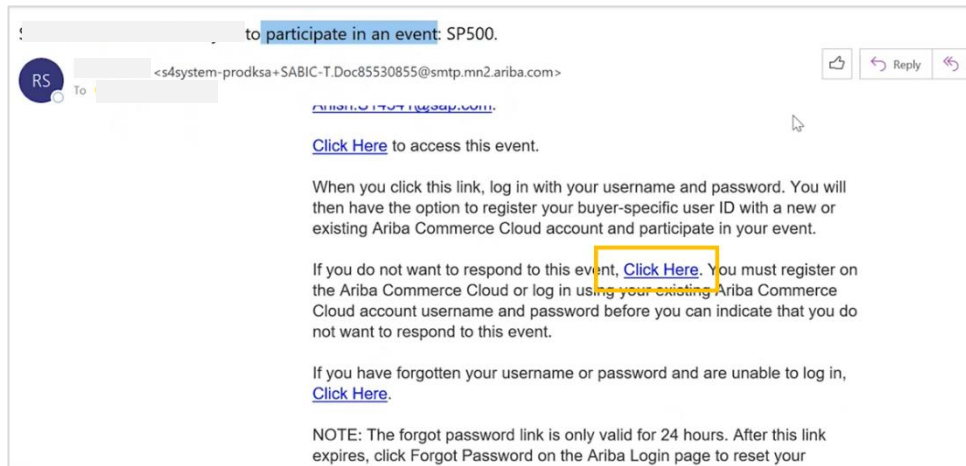 to participate in an event: SP500.
RS
<s4system-prodksa+SABIC-T.Doc85530855@smtp.mn2.ariba.com>
Reply
To
Click Here to access this event.
When you click this link, log in with your username and password. You will
then have the option to register your buyer-specific user ID with a new or
existing Ariba Commerce Cloud account and participate in your event.
If you do not want to respond to this event, Click Here. You must register on
the Ariba Commerce Cloud or log in using your existing Ariba Commerce
Cloud account username and password before you can indicate that you do
not want to respond to this event.
If you have forgotten your username or password and are unable to log in,
Click Here.
NOTE: The forgot password link is only valid for 24 hours. After this link
expires, click Forgot Password on the Ariba Login page to reset your